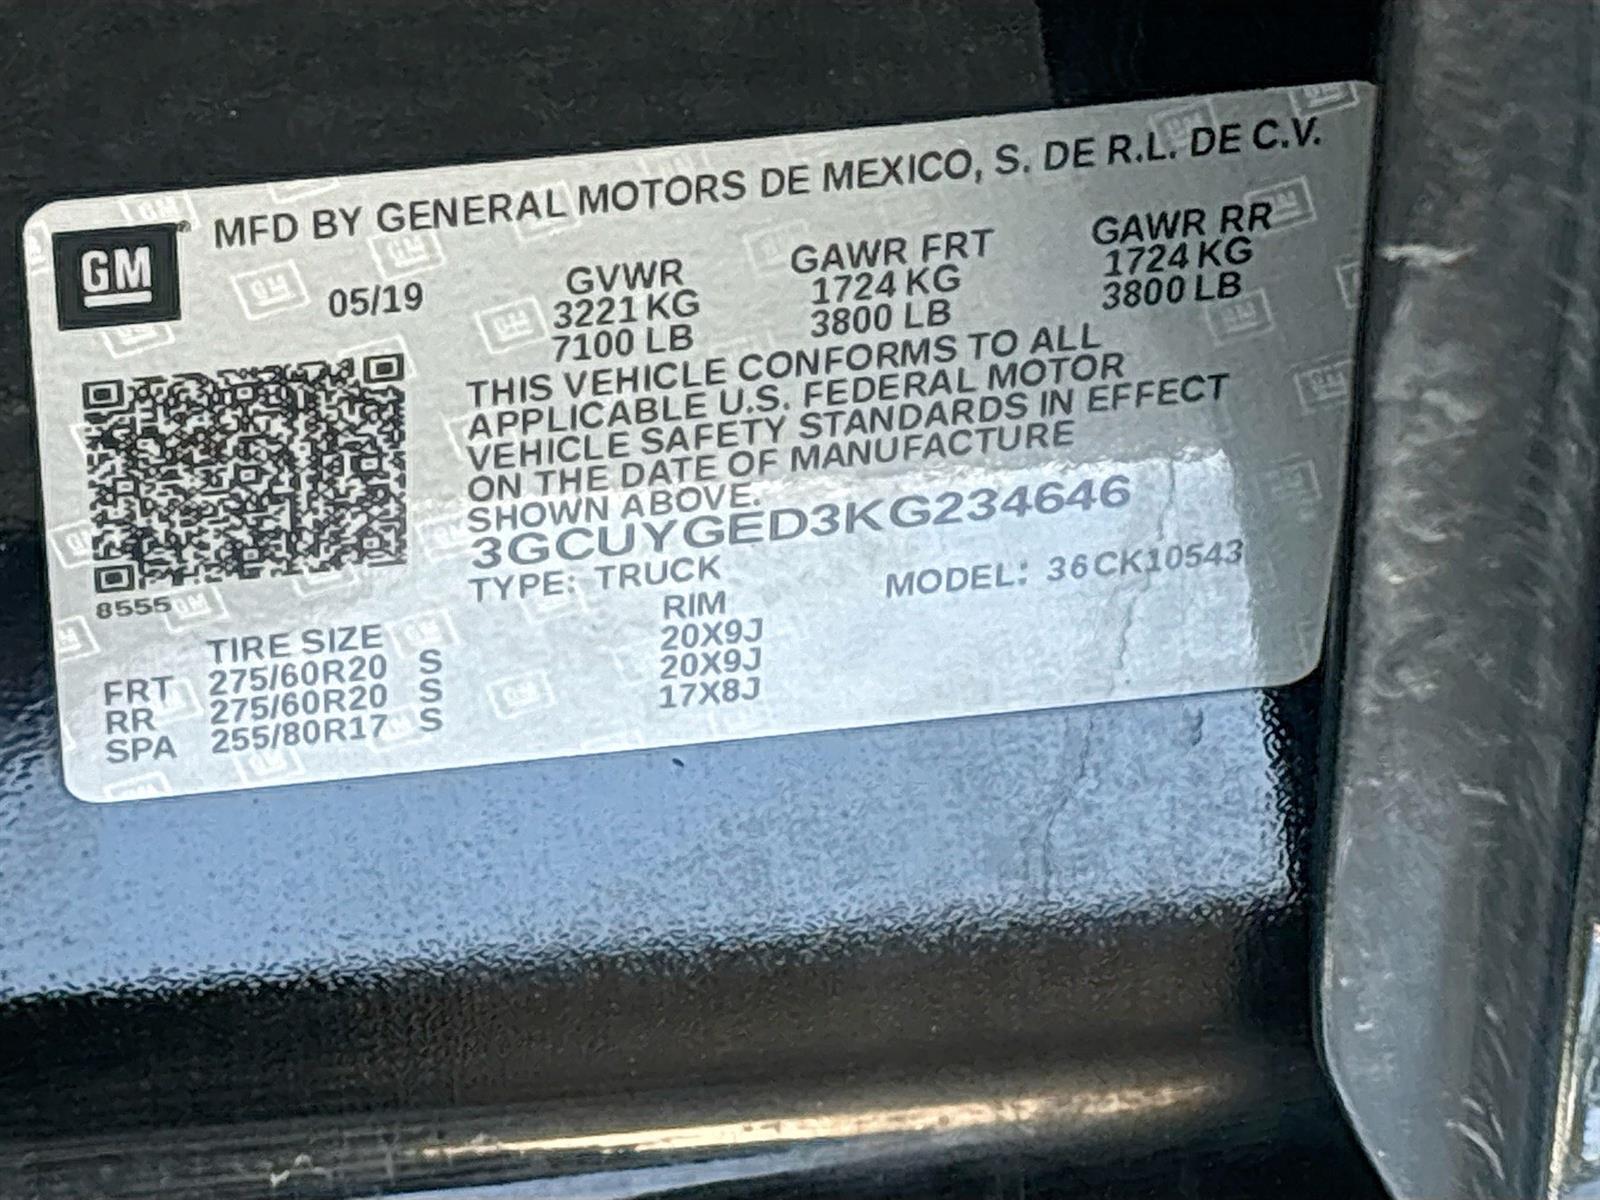 MFD BY GENERAL MOTORS DE MEXICO, S. DE R.L. DE C.V.
GM
05/19
GVWR
3221 KG
7100 LB
GAWR FRT
1724 KG
3800 LB
GAWR RR
1724 KG
3800 LB
THIS VEHICLE CONFORMS TO ALL
APPLICABLE U.S. FEDERAL MOTOR
VEHICLE SAFETY STANDARDS IN EFFECT
ON THE DATE OF MANUFACTURE
SHOWN ABOVE.
3GCUYGED3KG234646
TYPE: TRUCK MODEL: 36CK10543
8555
TIRE SIZE RIM
FRT 275/60R20 S 20X9J
RR 275/60R20 S 20X9J
SPA 255/80R17 S 17X8J